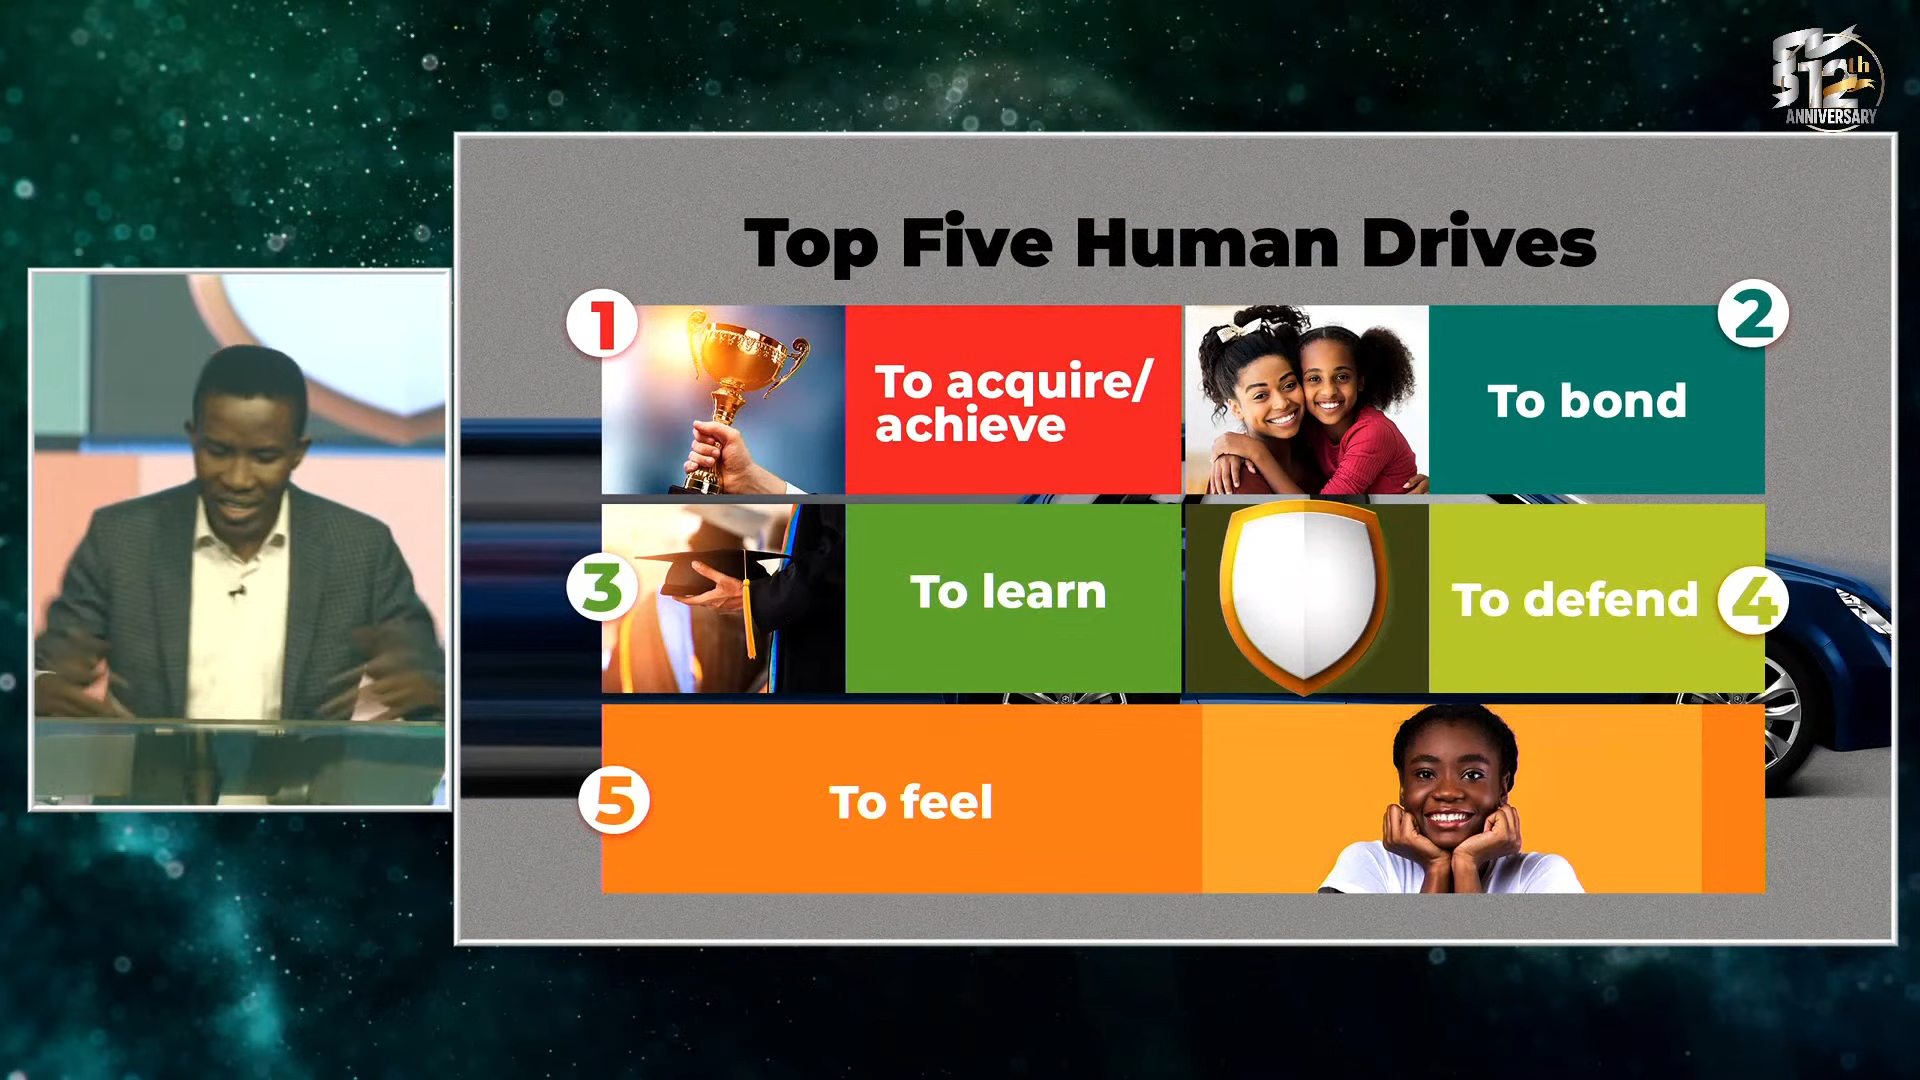 12th
ANNIVERSARY
Top Five Human Drives
1
To acquire/
achieve
To bond
2
3
To learn
To defend
4
5
To feel